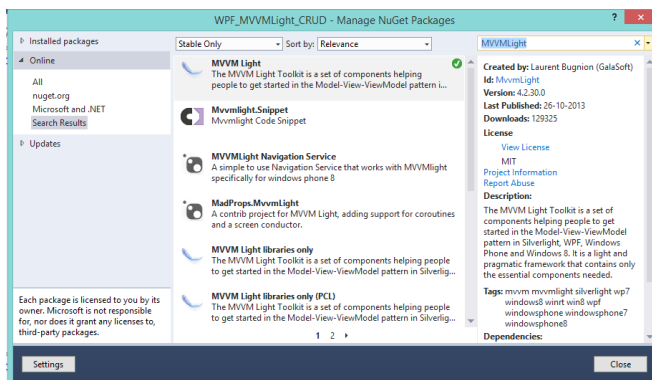 WPF_MVVMLight_CRUD - Manage NuGet Packages
? ×
Installed packages
Online
All
nuget.org
Microsoft and .NET
Search Results
Updates
Each package is licensed to you by its
owner. Microsoft is not responsible
for, nor does it grant any licenses to,
third-party packages.
Stable Only
Sort by: Relevance
MVVM Light
The MVVM Light Toolkit is a set of components helping
people to get started in the Model-View-ViewModel pattern i...
Mvvmlight.Snippet
Mvvmlight Code Snippet
MVVMLight Navigation Service
A simple to use Navigation Service that works with MVVMlight
specifically for windows phone 8
MadProps.MvvmLight
A contrib project for MVVM Light, adding support for coroutines
and a screen conductor.
MVVM Light libraries only
The MVVM Light Toolkit is a set of components helping people
to get started in the Model-View-ViewModel pattern in Silverlig...
MVVM Light libraries only (PCL)
The MVVM Light Toolkit is a set of components helping people
to get started in the Model-View-ViewModel pattern in Silverlig...
1 2
MVVMLight
Created by: Laurent Bugnion (GalaSoft)
Id: MvvmLight
Version: 4.2.30.0
Last Published: 26-10-2013
Downloads: 129325
License
View License
MIT
Project Information
Report Abuse
Description:
The MVVM Light Toolkit is a set of
components helping people to get
started in the Model-View-ViewModel
pattern in Silverlight, WPF, Windows
Phone and Windows 8. It is a light and
pragmatic framework that contains only
the essential components needed.
Tags: mvvm mvvmlight silverlight wp7
windows8 winrt win8 wpf
windowsphone windowsphone7
windowsphone8
Dependencies:
Settings
Close